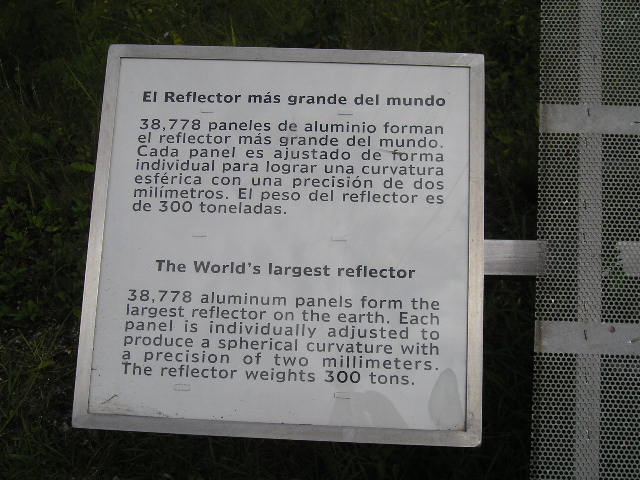 El Reflector más grande del mundo
38,778 paneles de aluminio forman
el reflector más grande del mundo.
Cada panel es ajustado de forma
individual para lograr una curvatura
esférica con una precisión de dos
milímetros. El peso del reflector es
de 300 toneladas.
The World's largest reflector
38,778 aluminum panels form the
largest reflector on the earth. Each
panel is individually adjusted to
produce a spherical curvature with
a precision of two millimeters.
The reflector weights 300 tons.